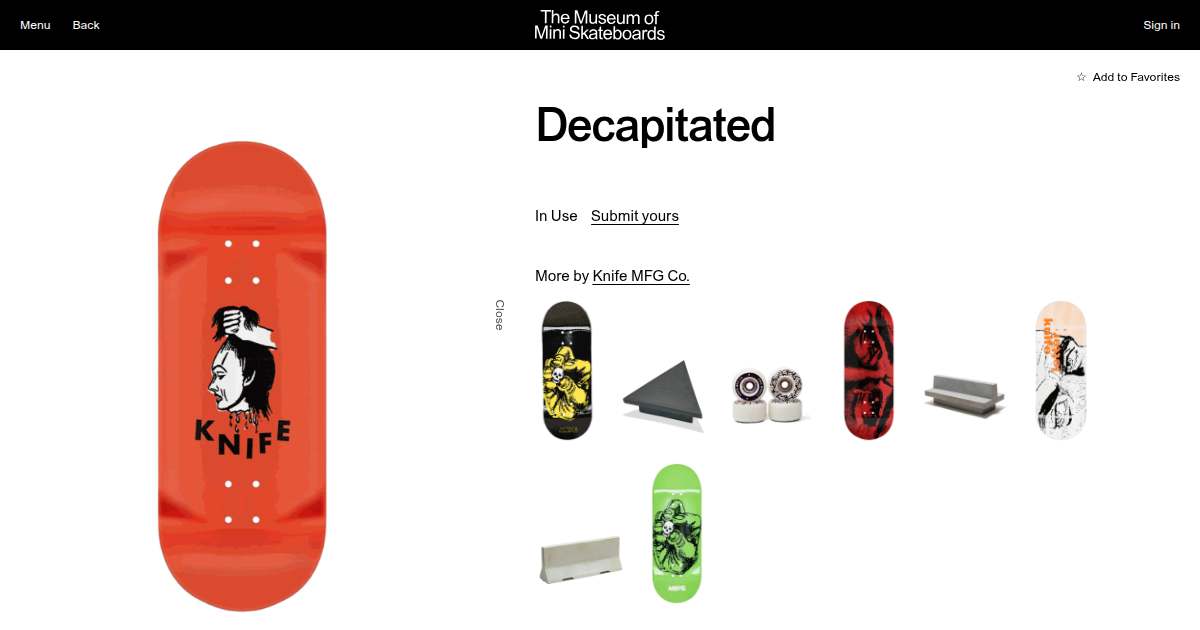 Menu
Back
The Museum of
Mini Skateboards
Sign in
☆ Add to Favorites
Decapitated
In Use Submit yours
More by Knife MFG Co.
Close
KNIFE
knife